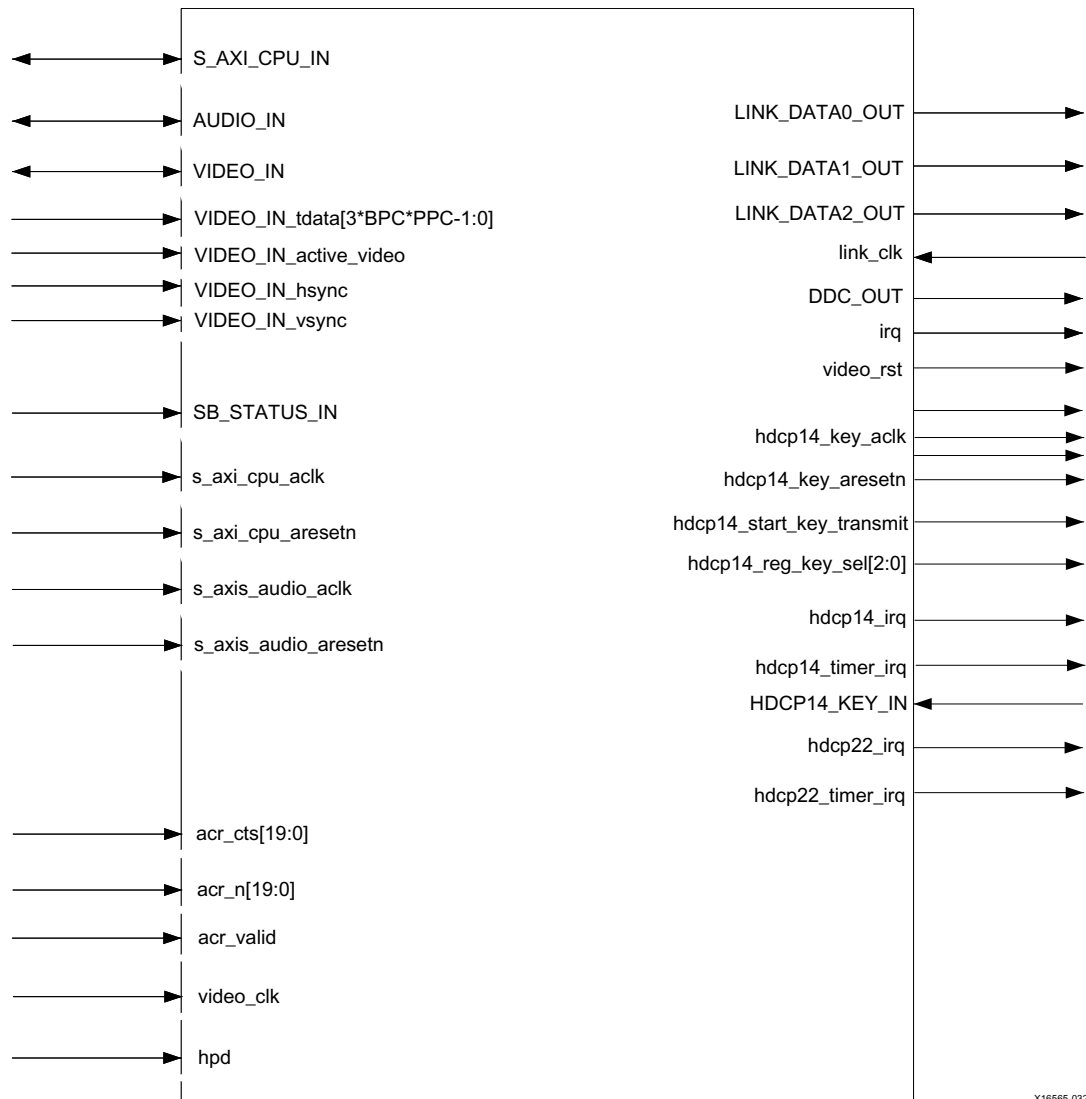 S_AXI_CPU_IN
AUDIO_IN
VIDEO_IN
VIDEO_IN_tdata[3*BPC*PPC-1:0]
VIDEO_IN_active_video
VIDEO_IN_hsync
VIDEO_IN_vsync
SB_STATUS_IN
s_axi_cpu_aclk
s_axi_cpu_aresetn
s_axis_audio_aclk
s_axis_audio_aresetn
acr_cts[19:0]
acr_n[19:0]
acr_valid
video_clk
hpd
LINK_DATA0_OUT
LINK_DATA1_OUT
LINK_DATA2_OUT
link_clk
DDC_OUT
irq
video_rst
hdcp14_key_aclk
hdcp14_key_aresetn
hdcp14_start_key_transmit
hdcp14_reg_key_sel[2:0]
hdcp14_irq
hdcp14_timer_irq
HDCP14_KEY_IN
hdcp22_irq
hdcp22_timer_irq